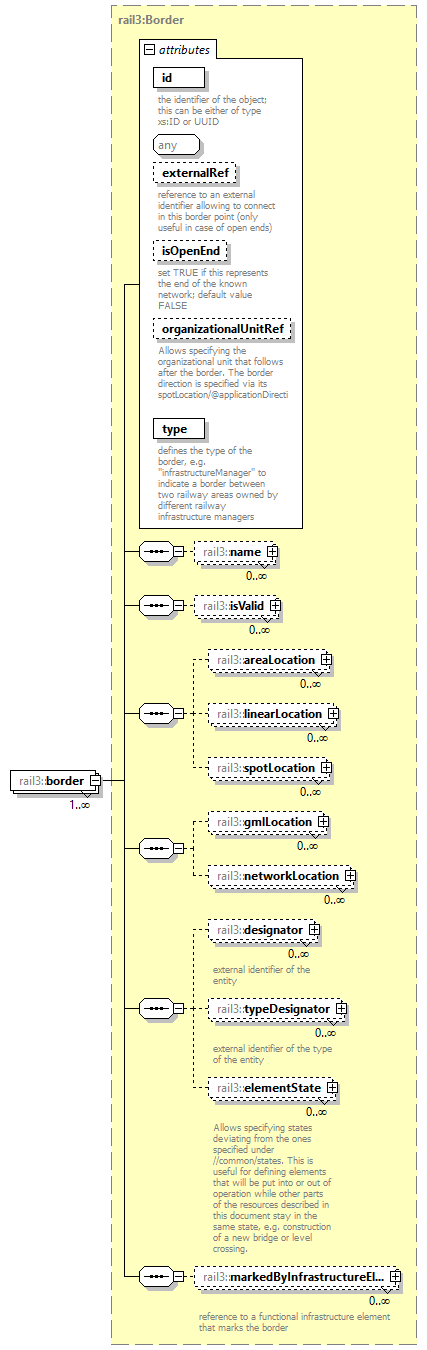 rail3:Border
attributes
id
the identifier of the object;
this can be either of type
xs:ID or UUID
any
externalRef
reference to an external
identifier allowing to connect
in this border point (only
useful in case of open ends)
isOpenEnd
set TRUE if this represents
the end of the known
network; default value
FALSE
organizationalUnitRef
Allows specifying the
organizational unit that follows
after the border. The border
direction is specified via its
spotLocation/@applicationDirecti
type
defines the type of the
border, e.g.
"infrastructureManager" to
indicate a border between
two railway areas owned by
different railway
infrastructure managers
rail3::name
0..∞
rail3::isValid
0..∞
rail3::areaLocation
0..∞
rail3::linearLocation
0..∞
rail3::spotLocation
0..∞
rail3::border
1..∞
rail3::gmlLocation
0..∞
rail3::networkLocation
0..∞
rail3::designator
0..∞
external identifier of the
entity
rail3::typeDesignator
0..∞
external identifier of the type
of the entity
rail3::elementState
0..∞
Allows specifying states
deviating from the ones
specified under
//common/states. This is
useful for defining elements
that will be put into or out of
operation while other parts
of the resources described in
this document stay in the
same state, e.g. construction
of a new bridge or level
crossing.
rail3::markedByInfrastructureEl...
0..∞
reference to a functional infrastructure element
that marks the border